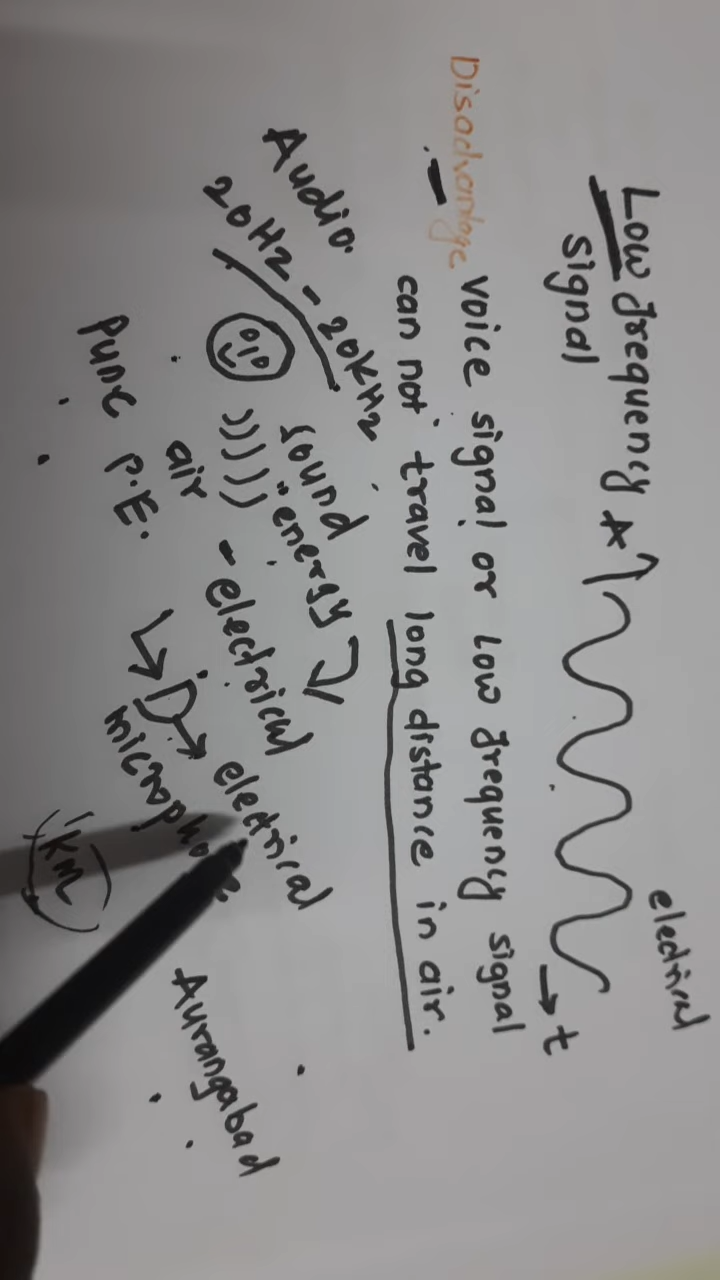 Low frequency
signal
A
electrical
→ t
Disadvantage
voice signal or Low frequency signal
can not travel long distance in air.
Audio.
20Hz - 20kHz
sound
energy
- electrical
air
electrical
microphone
Pune P.E.
1km
Aurangabad